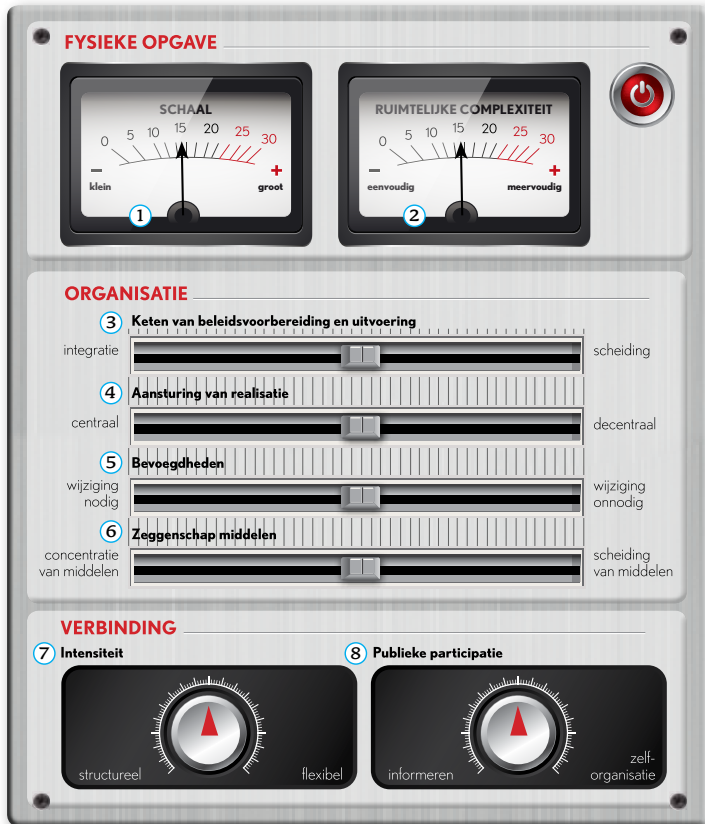 FYSIEKE OPGAVE
SCHAAL
0 5 10 15 20 25 30
– +
klein groot
1
RUIMTELIJKE COMPLEXITEIT
0 5 10 15 20 25 30
– +
eenvoudig meervoudig
2
ORGANISATIE
3 Keten van beleidsvoorbereiding en uitvoering
integratie scheiding
4 Aansturing van realisatie
centraal decentraal
5 Bevoegdheden
wijziging wijziging
nodig onnodig
6 Zeggenschap middelen
concentratie scheiding
van middelen van middelen
VERBINDING
7 Intensiteit
structureel flexibel
8 Publieke participatie
zelf-
informeren organisatie